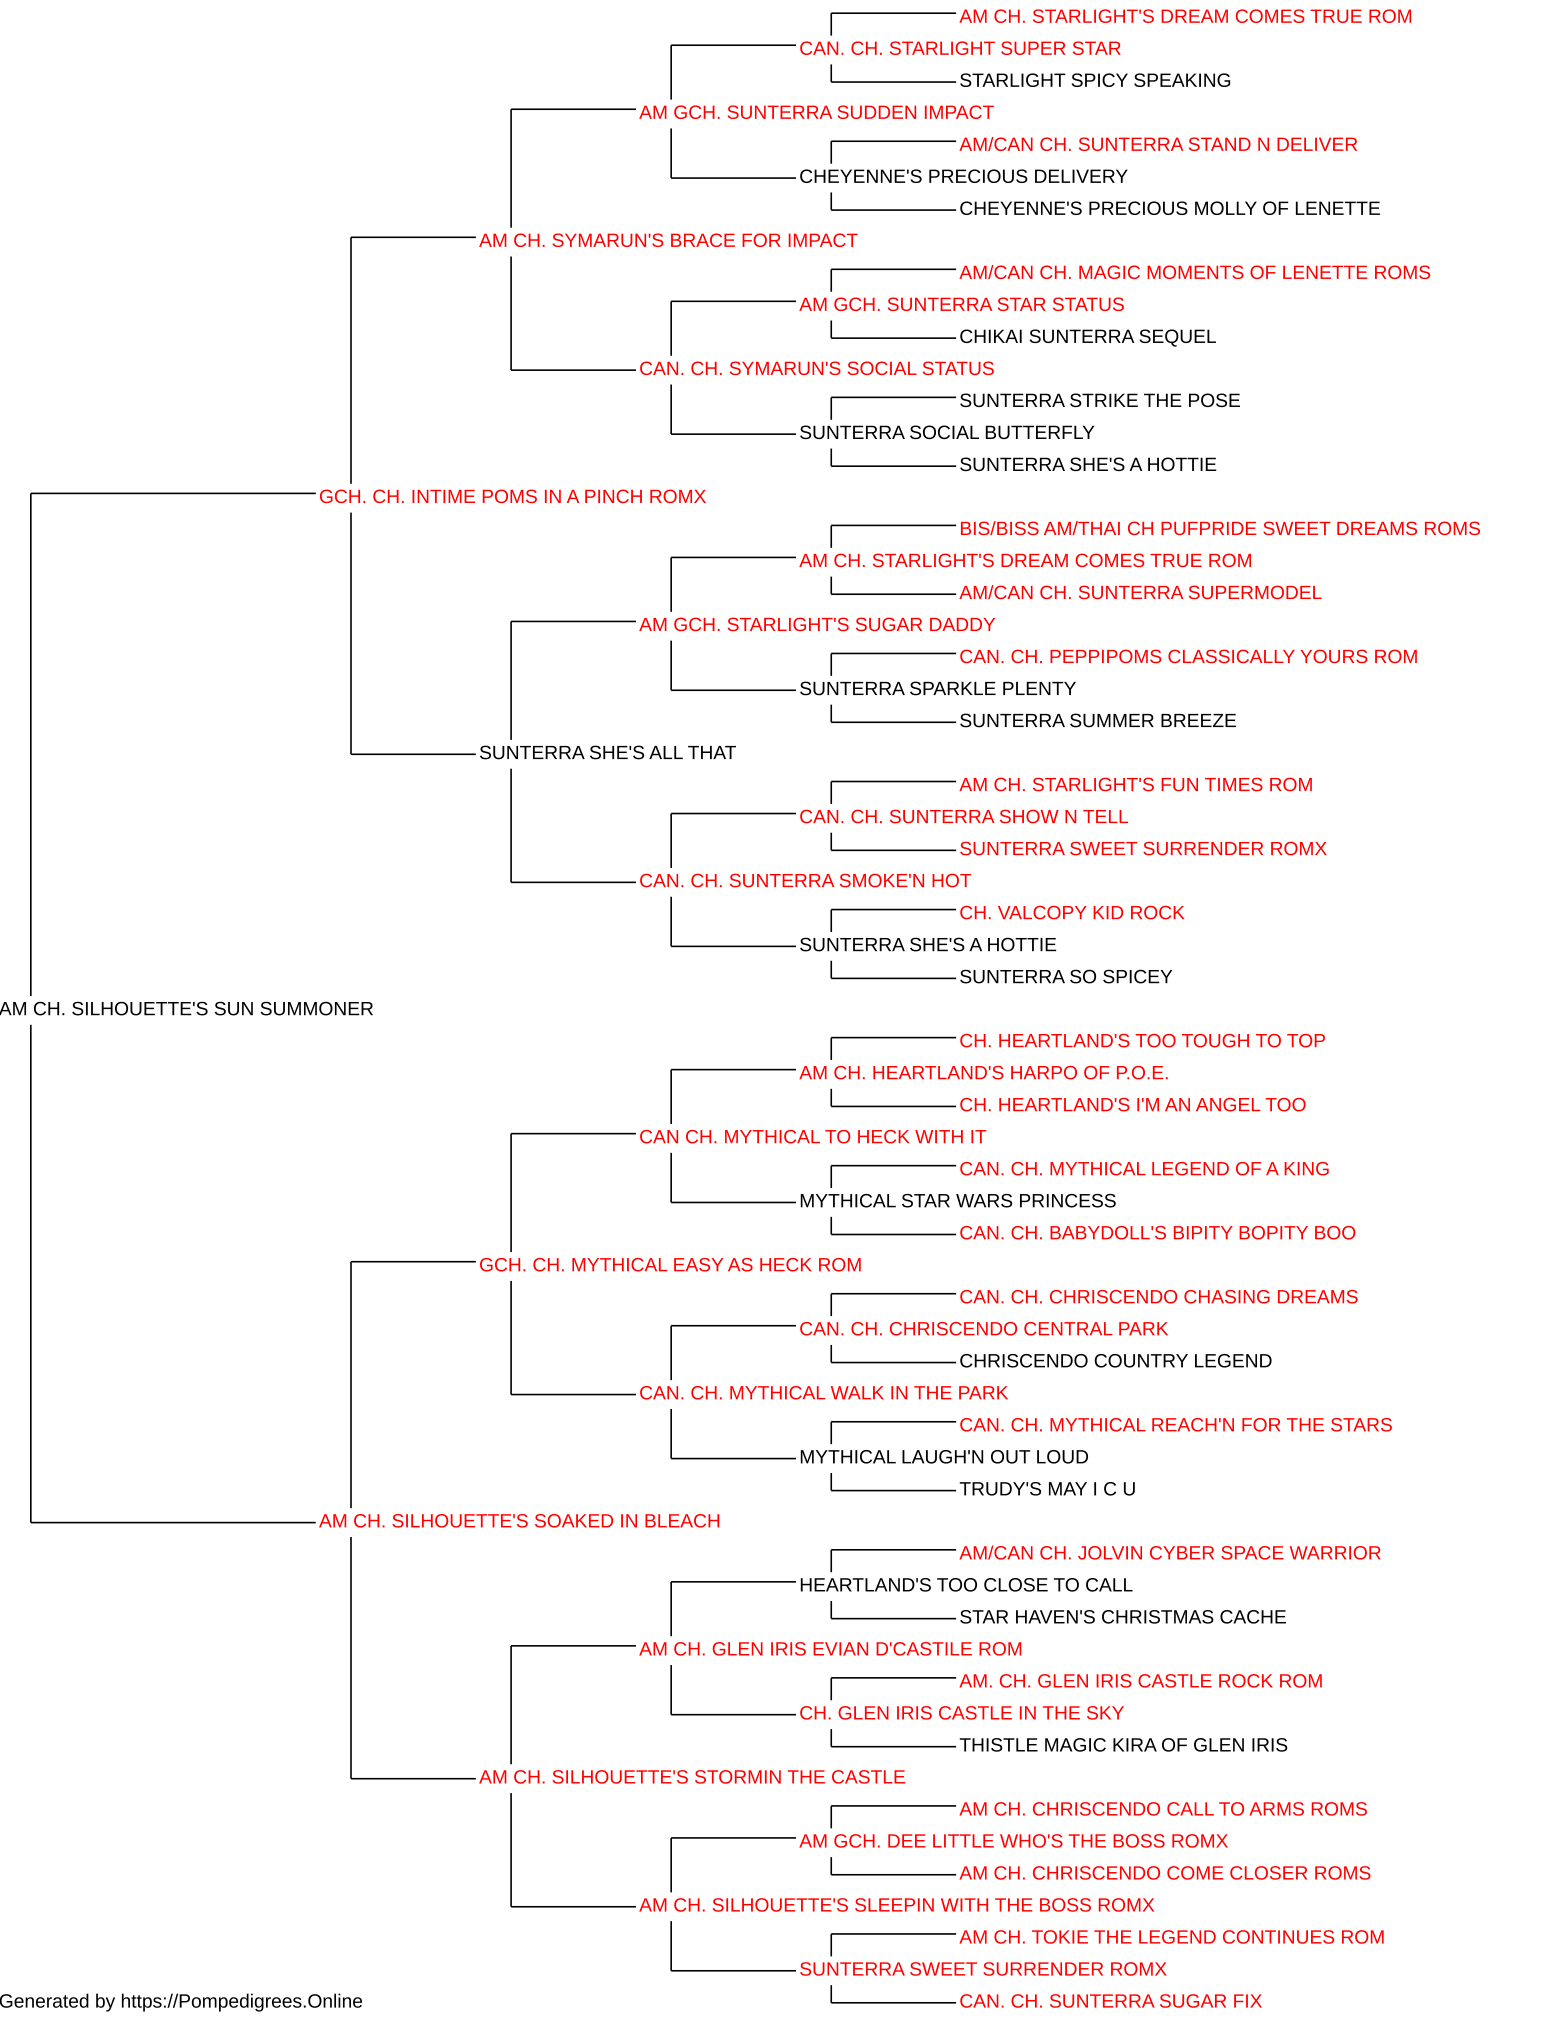 AM CH. STARLIGHT'S DREAM COMES TRUE ROM
CAN. CH. STARLIGHT SUPER STAR
STARLIGHT SPICY SPEAKING
AM GCH. SUNTERRA SUDDEN IMPACT
AM/CAN CH. SUNTERRA STAND N DELIVER
CHEYENNE'S PRECIOUS DELIVERY
CHEYENNE'S PRECIOUS MOLLY OF LENETTE
AM CH. SYMARUN'S BRACE FOR IMPACT
AM/CAN CH. MAGIC MOMENTS OF LENETTE ROMS
AM GCH. SUNTERRA STAR STATUS
CHIKAI SUNTERRA SEQUEL
CAN. CH. SYMARUN'S SOCIAL STATUS
SUNTERRA STRIKE THE POSE
SUNTERRA SOCIAL BUTTERFLY
SUNTERRA SHE'S A HOTTIE
GCH. CH. INTIME POMS IN A PINCH ROMX
BIS/BISS AM/THAI CH PUFPRIDE SWEET DREAMS ROMS
AM CH. STARLIGHT'S DREAM COMES TRUE ROM
AM/CAN CH. SUNTERRA SUPERMODEL
AM GCH. STARLIGHT'S SUGAR DADDY
CAN. CH. PEPPIPOMS CLASSICALLY YOURS ROM
SUNTERRA SPARKLE PLENTY
SUNTERRA SUMMER BREEZE
SUNTERRA SHE'S ALL THAT
AM CH. STARLIGHT'S FUN TIMES ROM
CAN. CH. SUNTERRA SHOW N TELL
SUNTERRA SWEET SURRENDER ROMX
CAN. CH. SUNTERRA SMOKE'N HOT
CH. VALCOPY KID ROCK
SUNTERRA SHE'S A HOTTIE
SUNTERRA SO SPICEY
AM CH. SILHOUETTE'S SUN SUMMONER
CH. HEARTLAND'S TOO TOUGH TO TOP
AM CH. HEARTLAND'S HARPO OF P.O.E.
CH. HEARTLAND'S I'M AN ANGEL TOO
CAN CH. MYTHICAL TO HECK WITH IT
CAN. CH. MYTHICAL LEGEND OF A KING
MYTHICAL STAR WARS PRINCESS
CAN. CH. BABYDOLL'S BIPITY BOPITY BOO
GCH. CH. MYTHICAL EASY AS HECK ROM
CAN. CH. CHRISCENDO CHASING DREAMS
CAN. CH. CHRISCENDO CENTRAL PARK
CHRISCENDO COUNTRY LEGEND
CAN. CH. MYTHICAL WALK IN THE PARK
CAN. CH. MYTHICAL REACH'N FOR THE STARS
MYTHICAL LAUGH'N OUT LOUD
TRUDY'S MAY I C U
AM CH. SILHOUETTE'S SOAKED IN BLEACH
AM/CAN CH. JOLVIN CYBER SPACE WARRIOR
HEARTLAND'S TOO CLOSE TO CALL
STAR HAVEN'S CHRISTMAS CACHE
AM CH. GLEN IRIS EVIAN D'CASTILE ROM
AM. CH. GLEN IRIS CASTLE ROCK ROM
CH. GLEN IRIS CASTLE IN THE SKY
THISTLE MAGIC KIRA OF GLEN IRIS
AM CH. SILHOUETTE'S STORMIN THE CASTLE
AM CH. CHRISCENDO CALL TO ARMS ROMS
AM GCH. DEE LITTLE WHO'S THE BOSS ROMX
AM CH. CHRISCENDO COME CLOSER ROMS
AM CH. SILHOUETTE'S SLEEPIN WITH THE BOSS ROMX
AM CH. TOKIE THE LEGEND CONTINUES ROM
SUNTERRA SWEET SURRENDER ROMX
CAN. CH. SUNTERRA SUGAR FIX
Generated by https://Pompedigrees.Online